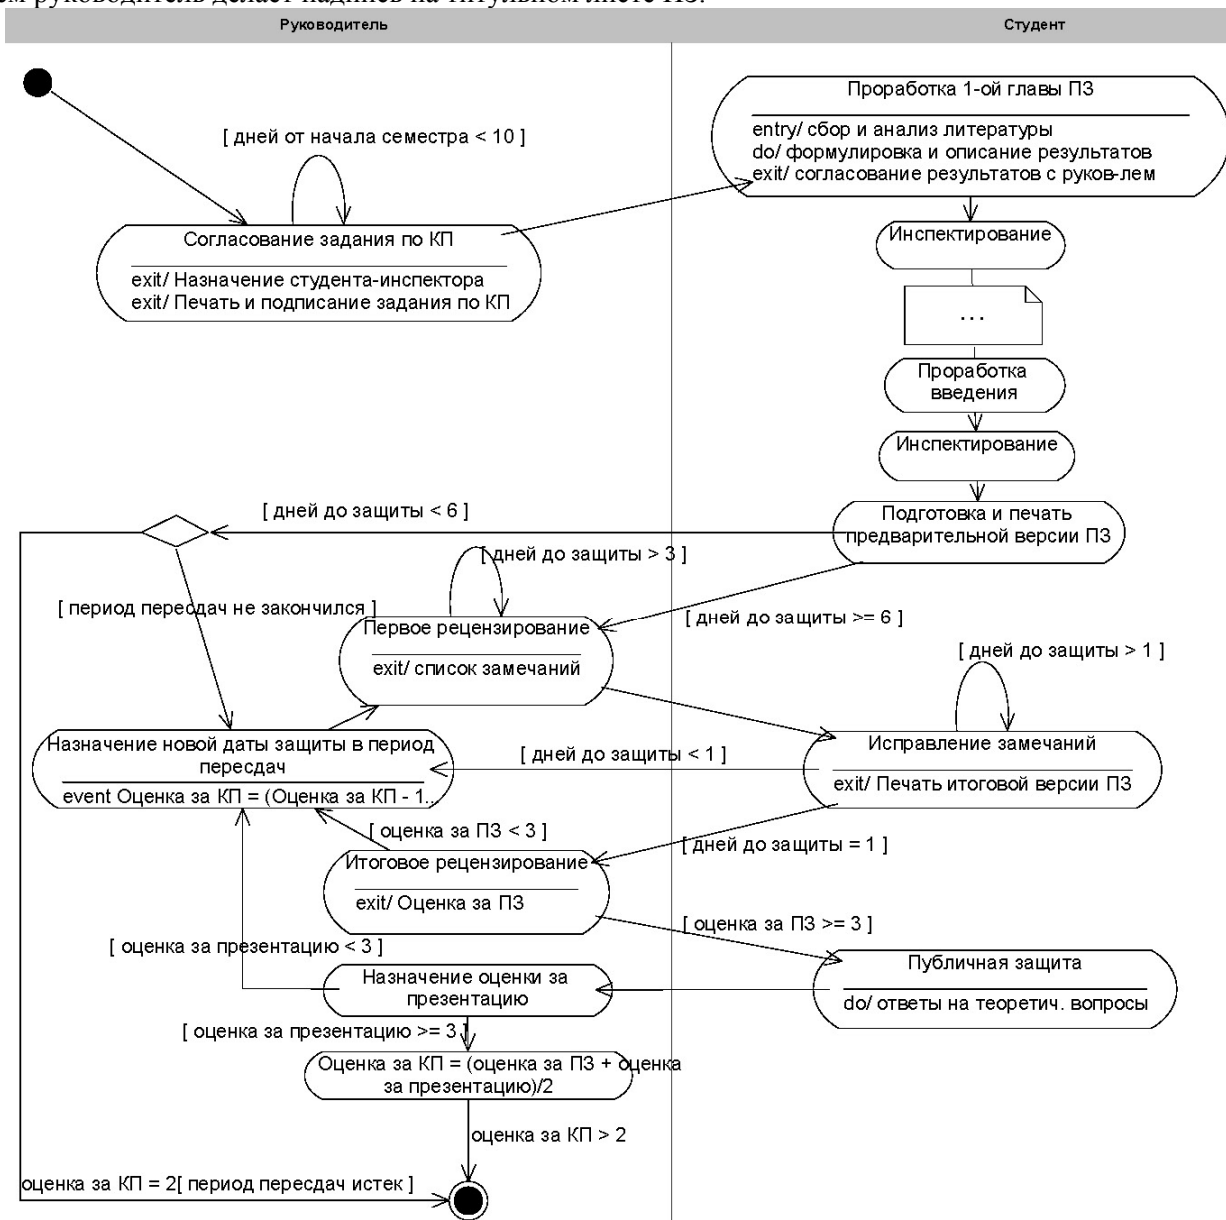 руководитель делает надпись на титульном листе ПЗ.
Руководитель
Студент
Проработка 1-ой главы ПЗ
entry/ сбор и анализ литературы
do/ формулировка и описание результатов
exit/ согласование результатов с руков-лем
[ дней от начала семестра < 10 ]
Согласование задания по КП
exit/ Назначение студента-инспектора
exit/ Печать и подписание задания по КП
Инспектирование
...
Проработка
введения
Инспектирование
[ дней до защиты < 6 ]
Подготовка и печать
предварительной версии ПЗ
[ дней до защиты > 3 ]
[ период пересдач не закончился ]
[ дней до защиты >= 6 ]
Первое рецензирование
exit/ список замечаний
[ дней до защиты > 1 ]
Назначение новой даты защиты в период
пересдач
event Оценка за КП = (Оценка за КП - 1...
[ дней до защиты < 1 ]
Исправление замечаний
exit/ Печать итоговой версии ПЗ
[ оценка за ПЗ < 3 ]
[ дней до защиты = 1 ]
Итоговое рецензирование
exit/ Оценка за ПЗ
[ оценка за ПЗ >= 3 ]
[ оценка за презентацию < 3 ]
Публичная защита
do/ ответы на теоретич. вопросы
Назначение оценки за
презентацию
[ оценка за презентацию >= 3 ]
Оценка за КП = (оценка за ПЗ + оценка
за презентацию)/2
оценка за КП > 2
оценка за КП = 2[ период пересдач истек ]